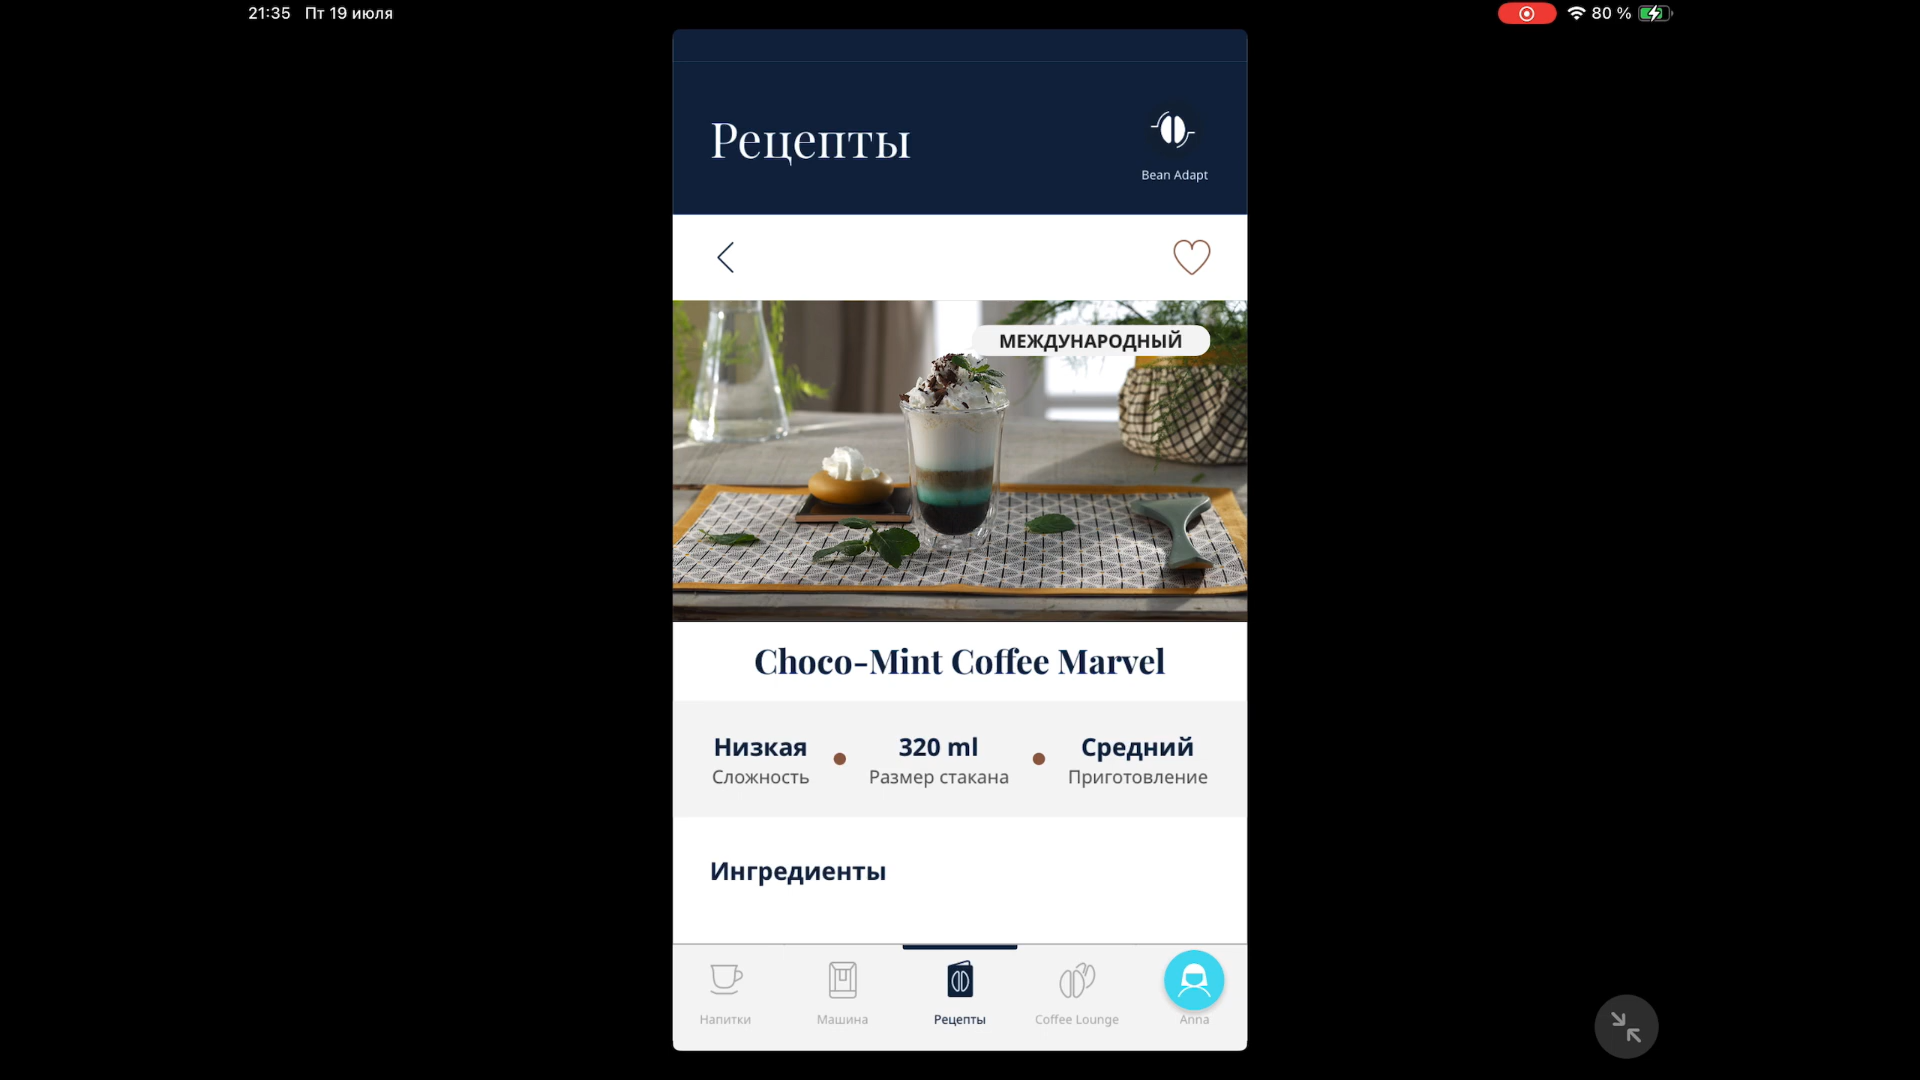 21:35 Пт 19 июля
80 %
Рецепты
Bean Adapt
МЕЖДУНАРОДНЫЙ
Choco-Mint Coffee Marvel
Низкая
Сложность
320 ml
Размер стакана
Средний
Приготовление
Ингредиенты
Напитки
Машина
Рецепты
Coffee Lounge
Anna